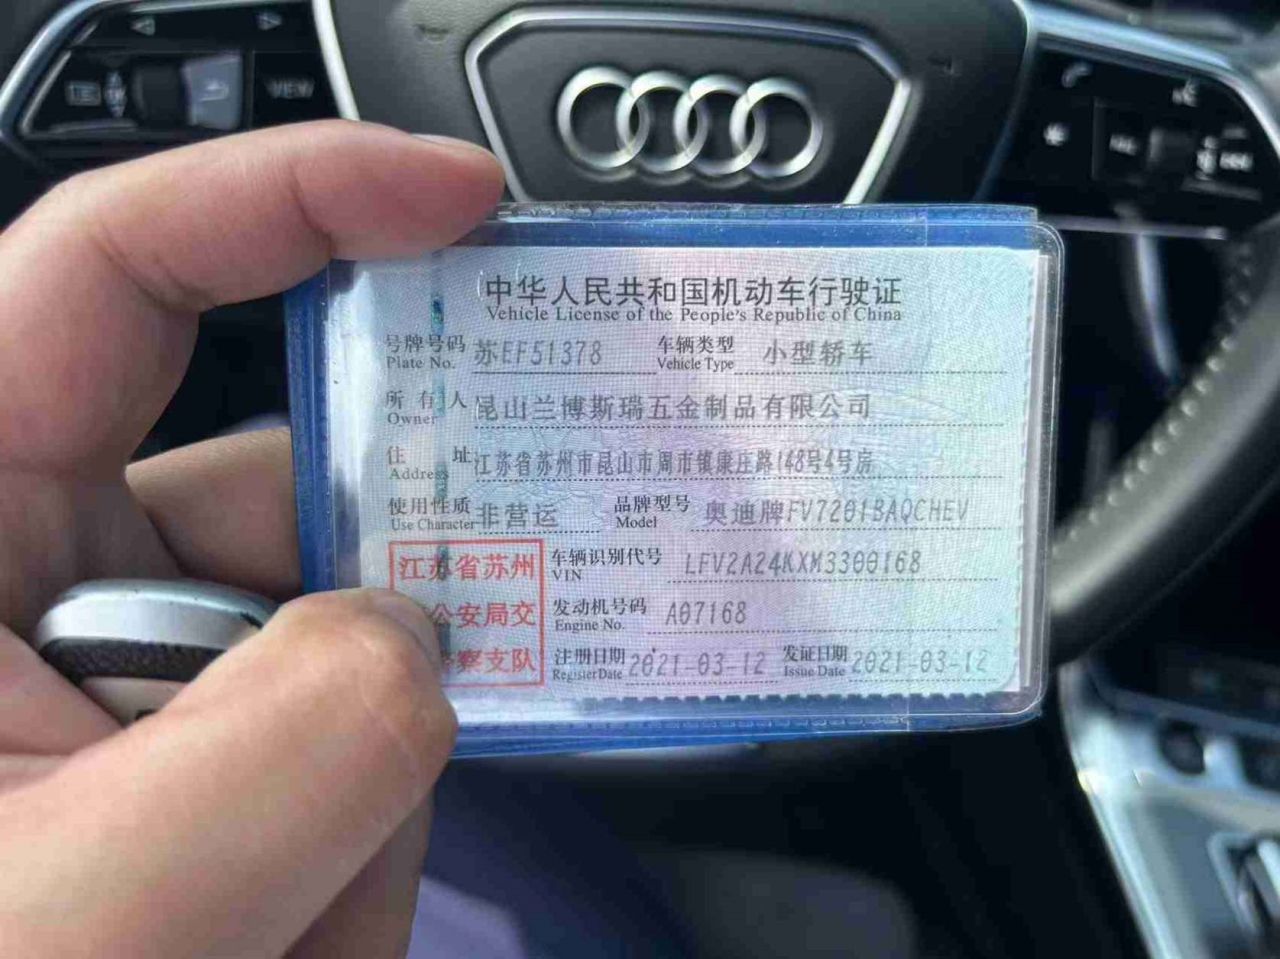 VIEW
中华人民共和国机动车行驶证
Vehicle License of the People's Republic of China
号牌号码 苏EF51378 车辆类型 小型轿车
Plate No. Vehicle Type
所有人 昆山兰博斯瑞五金制品有限公司
Owner
住址 江苏省苏州市昆山市周市镇康庄路148号4号房
Address
使用性质 非营运 品牌型号 奥迪牌FV7201BAQCHEV
Use Character Model
江苏省苏州 车辆识别代号 LFV2A24KXM3300168
VIN
公安局交 发动机号码 A07168
Engine No.
察支队 注册日期 2021-03-12 发证日期 2021-03-12
Register Date Issue Date